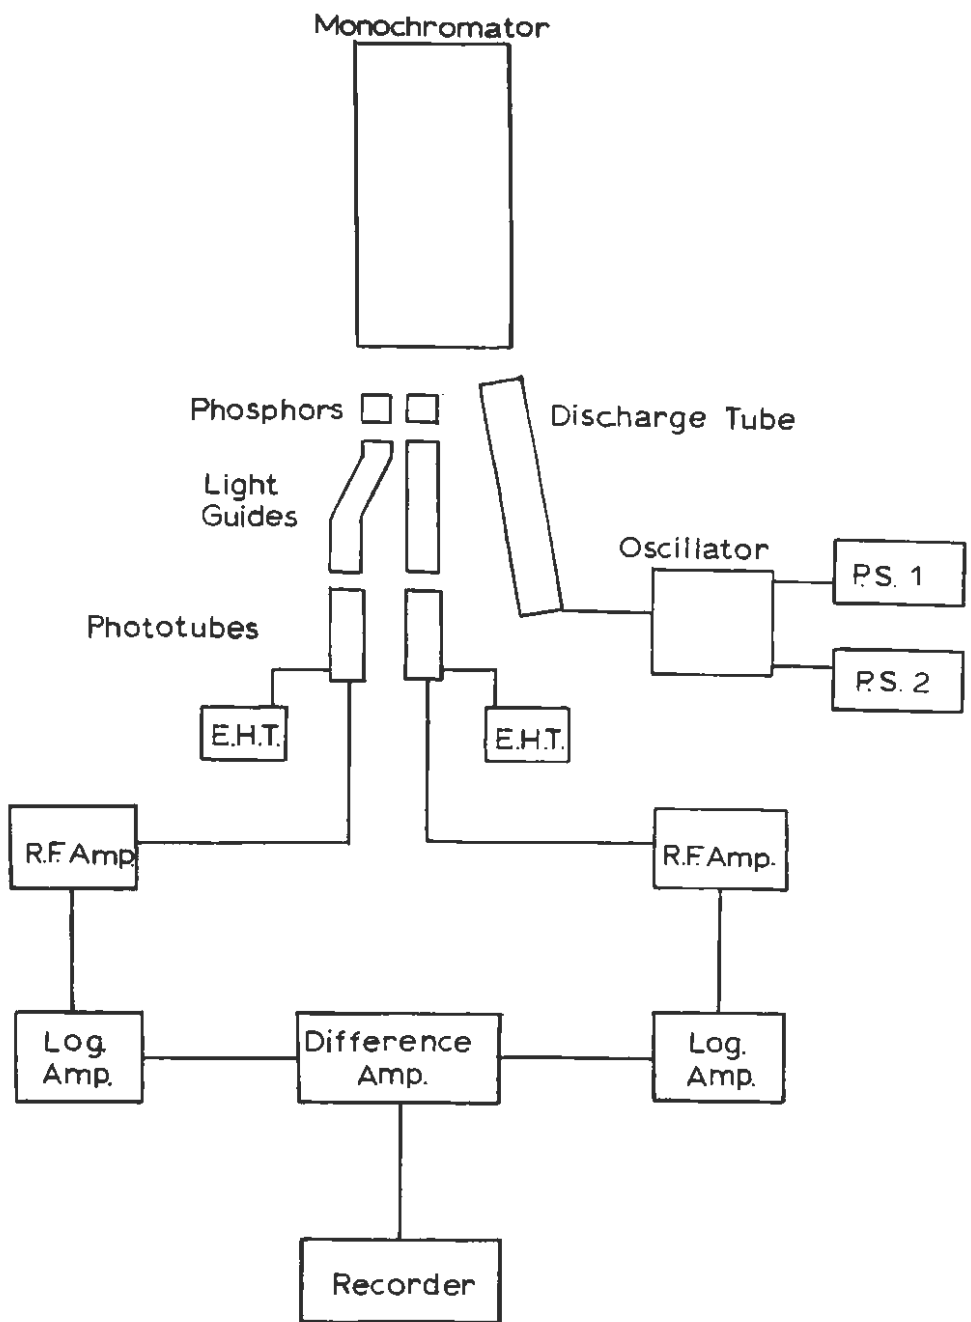 Monochromator
Phosphors
Discharge Tube
Light
Guides
Oscillator
P.S. 1
Phototubes
P.S. 2
E.H.T.
E.H.T.
R.F. Amp.
R.F. Amp.
Log.
Amp.
Difference
Amp.
Log.
Amp.
Recorder